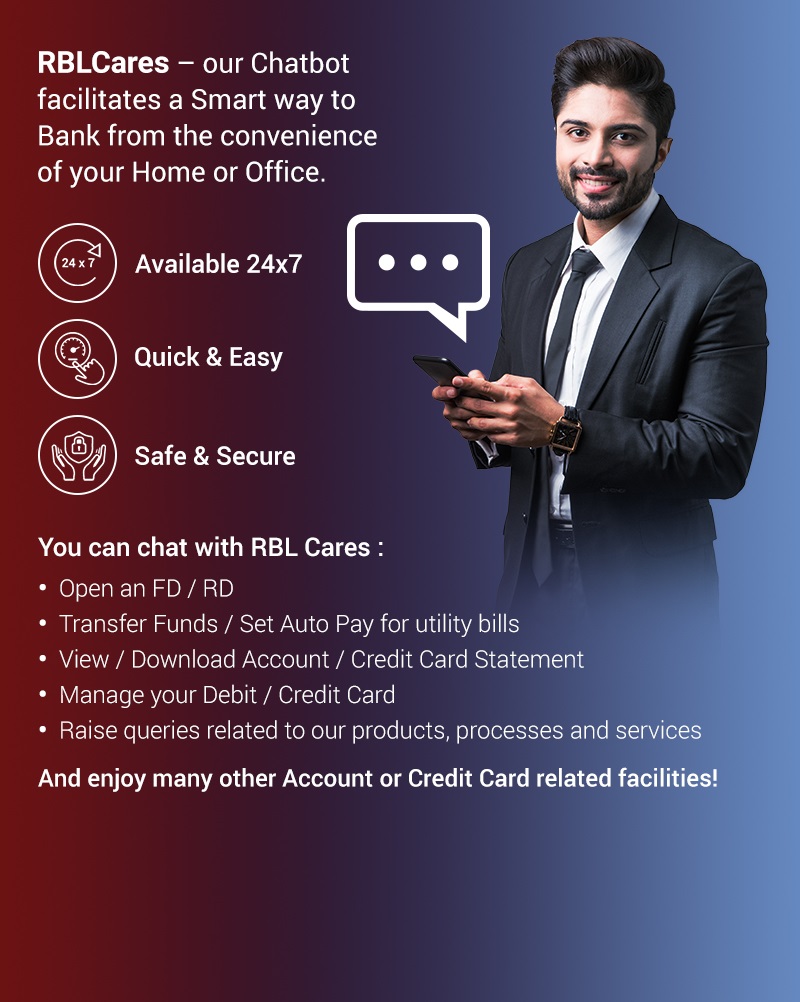 RBLCares – our Chatbot
facilitates a Smart way to
Bank from the convenience
of your Home or Office.
24 x 7
Available 24x7
Quick & Easy
Safe & Secure
You can chat with RBL Cares :
• Open an FD / RD
• Transfer Funds / Set Auto Pay for utility bills
• View / Download Account / Credit Card Statement
• Manage your Debit / Credit Card
• Raise queries related to our products, processes and services
And enjoy many other Account or Credit Card related facilities!